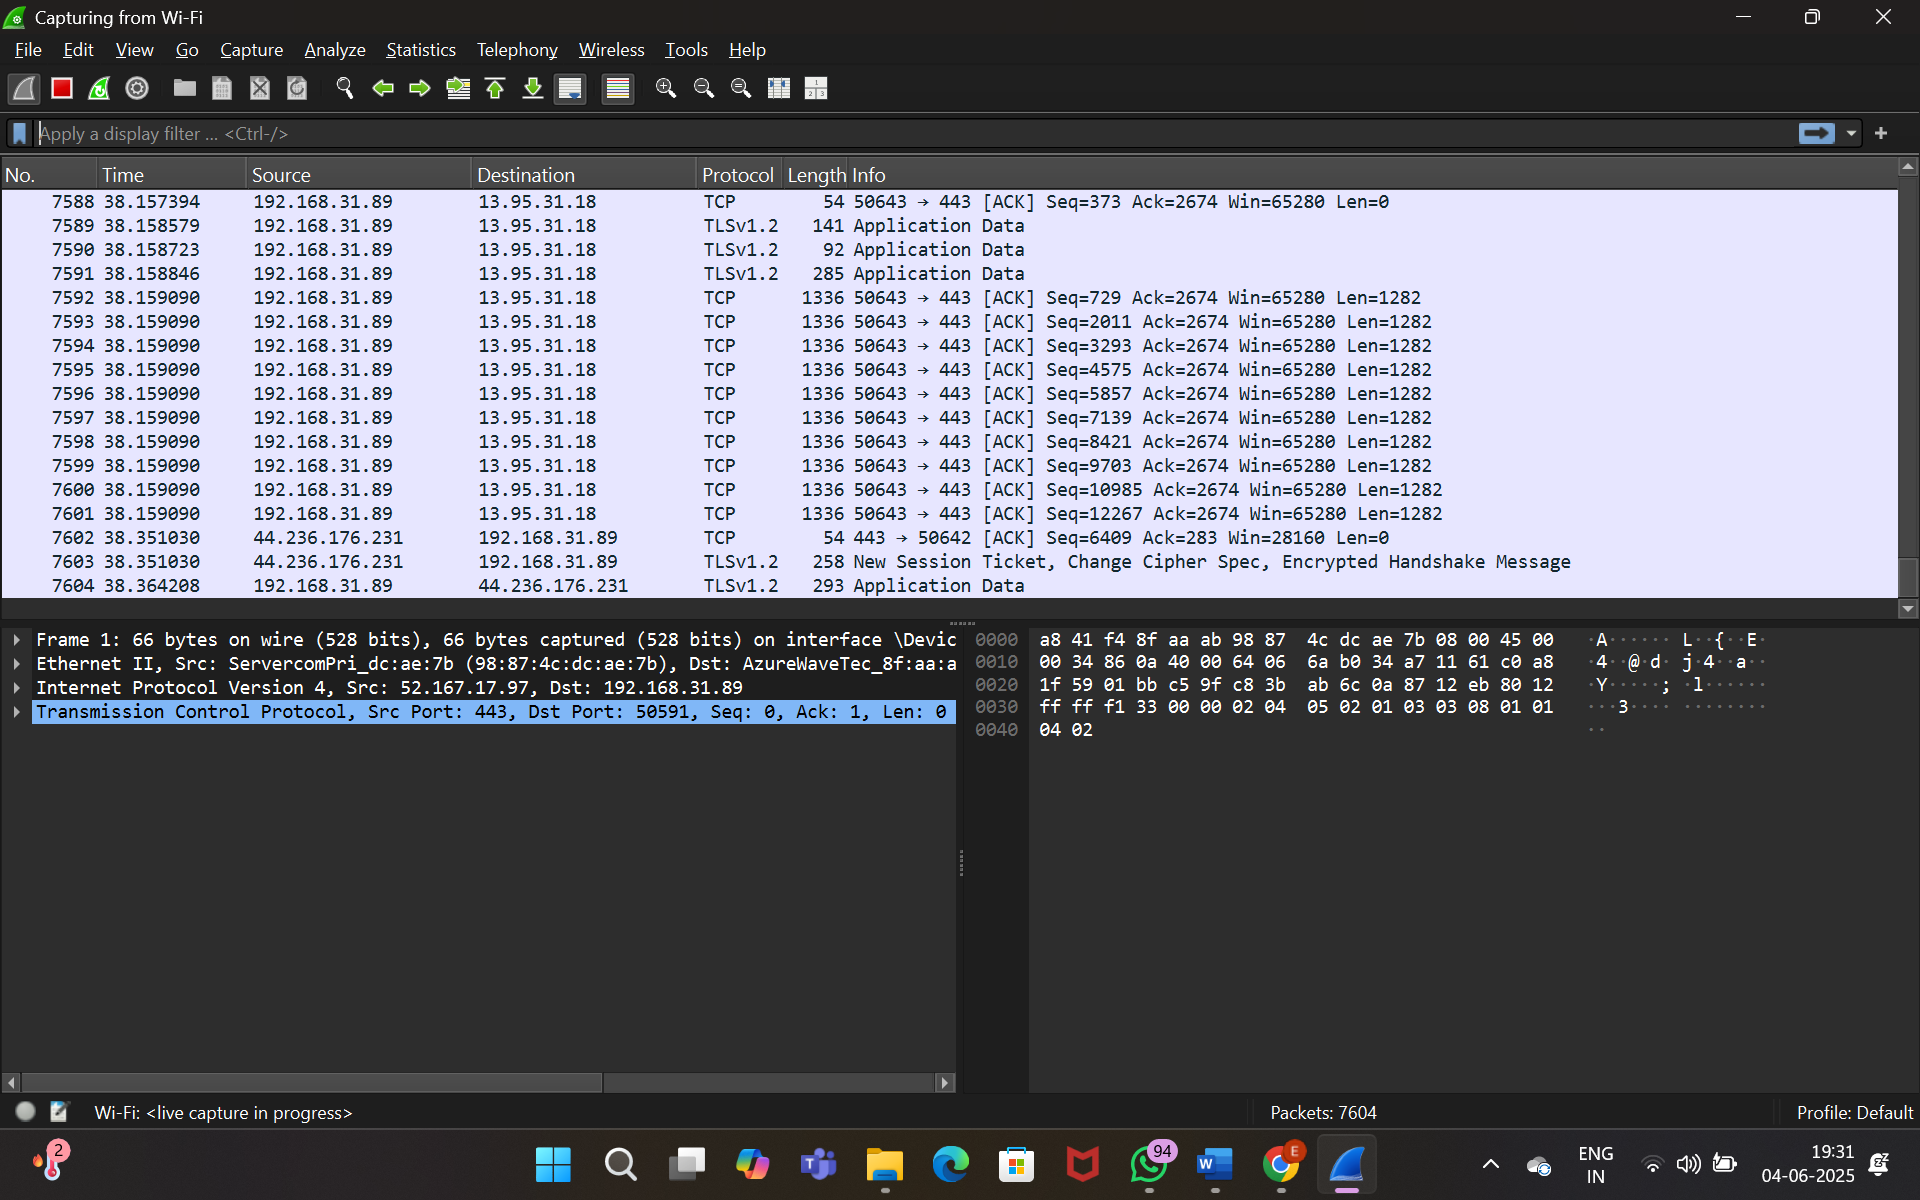 Capturing from Wi-Fi
File Edit View Go Capture Analyze Statistics Telephony Wireless Tools Help
Apply a display filter ... <Ctrl-/>
No. Time Source Destination Protocol Length Info
7588 38.157394 192.168.31.89 13.95.31.18 TCP 54 50643 → 443 [ACK] Seq=373 Ack=2674 Win=65280 Len=0
7589 38.158579 192.168.31.89 13.95.31.18 TLSv1.2 141 Application Data
7590 38.158723 192.168.31.89 13.95.31.18 TLSv1.2 92 Application Data
7591 38.158846 192.168.31.89 13.95.31.18 TLSv1.2 285 Application Data
7592 38.159090 192.168.31.89 13.95.31.18 TCP 1336 50643 → 443 [ACK] Seq=729 Ack=2674 Win=65280 Len=1282
7593 38.159090 192.168.31.89 13.95.31.18 TCP 1336 50643 → 443 [ACK] Seq=2011 Ack=2674 Win=65280 Len=1282
7594 38.159090 192.168.31.89 13.95.31.18 TCP 1336 50643 → 443 [ACK] Seq=3293 Ack=2674 Win=65280 Len=1282
7595 38.159090 192.168.31.89 13.95.31.18 TCP 1336 50643 → 443 [ACK] Seq=4575 Ack=2674 Win=65280 Len=1282
7596 38.159090 192.168.31.89 13.95.31.18 TCP 1336 50643 → 443 [ACK] Seq=5857 Ack=2674 Win=65280 Len=1282
7597 38.159090 192.168.31.89 13.95.31.18 TCP 1336 50643 → 443 [ACK] Seq=7139 Ack=2674 Win=65280 Len=1282
7598 38.159090 192.168.31.89 13.95.31.18 TCP 1336 50643 → 443 [ACK] Seq=8421 Ack=2674 Win=65280 Len=1282
7599 38.159090 192.168.31.89 13.95.31.18 TCP 1336 50643 → 443 [ACK] Seq=9703 Ack=2674 Win=65280 Len=1282
7600 38.159090 192.168.31.89 13.95.31.18 TCP 1336 50643 → 443 [ACK] Seq=10985 Ack=2674 Win=65280 Len=1282
7601 38.159090 192.168.31.89 13.95.31.18 TCP 1336 50643 → 443 [ACK] Seq=12267 Ack=2674 Win=65280 Len=1282
7602 38.351030 44.236.176.231 192.168.31.89 TCP 54 443 → 50642 [ACK] Seq=6409 Ack=283 Win=28160 Len=0
7603 38.351030 44.236.176.231 192.168.31.89 TLSv1.2 258 New Session Ticket, Change Cipher Spec, Encrypted Handshake Message
7604 38.364208 192.168.31.89 44.236.176.231 TLSv1.2 293 Application Data
Frame 1: 66 bytes on wire (528 bits), 66 bytes captured (528 bits) on interface \Devic
Ethernet II, Src: ServercomPri_dc:ae:7b (98:87:4c:dc:ae:7b), Dst: AzureWaveTec_8f:aa:a
Internet Protocol Version 4, Src: 52.167.17.97, Dst: 192.168.31.89
Transmission Control Protocol, Src Port: 443, Dst Port: 50591, Seq: 0, Ack: 1, Len: 0
0000 a8 41 f4 8f aa ab 98 87 4c dc ae 7b 08 00 45 00 ·A······ L··{··E·
0010 00 34 86 0a 40 00 64 06 6a b0 34 a7 11 61 c0 a8 ·4··@·d· j·4··a··
0020 1f 59 01 bb c5 9f c8 3b ab 6c 0a 87 12 eb 80 12 ·Y·····; ·l······
0030 ff ff f1 33 00 00 02 04 05 02 01 03 03 08 01 01 ···3···· ········
0040 04 02 ··
Wi-Fi: <live capture in progress> Packets: 7604 Profile: Default
2
94
E
ENG
IN
19:31
04-06-2025